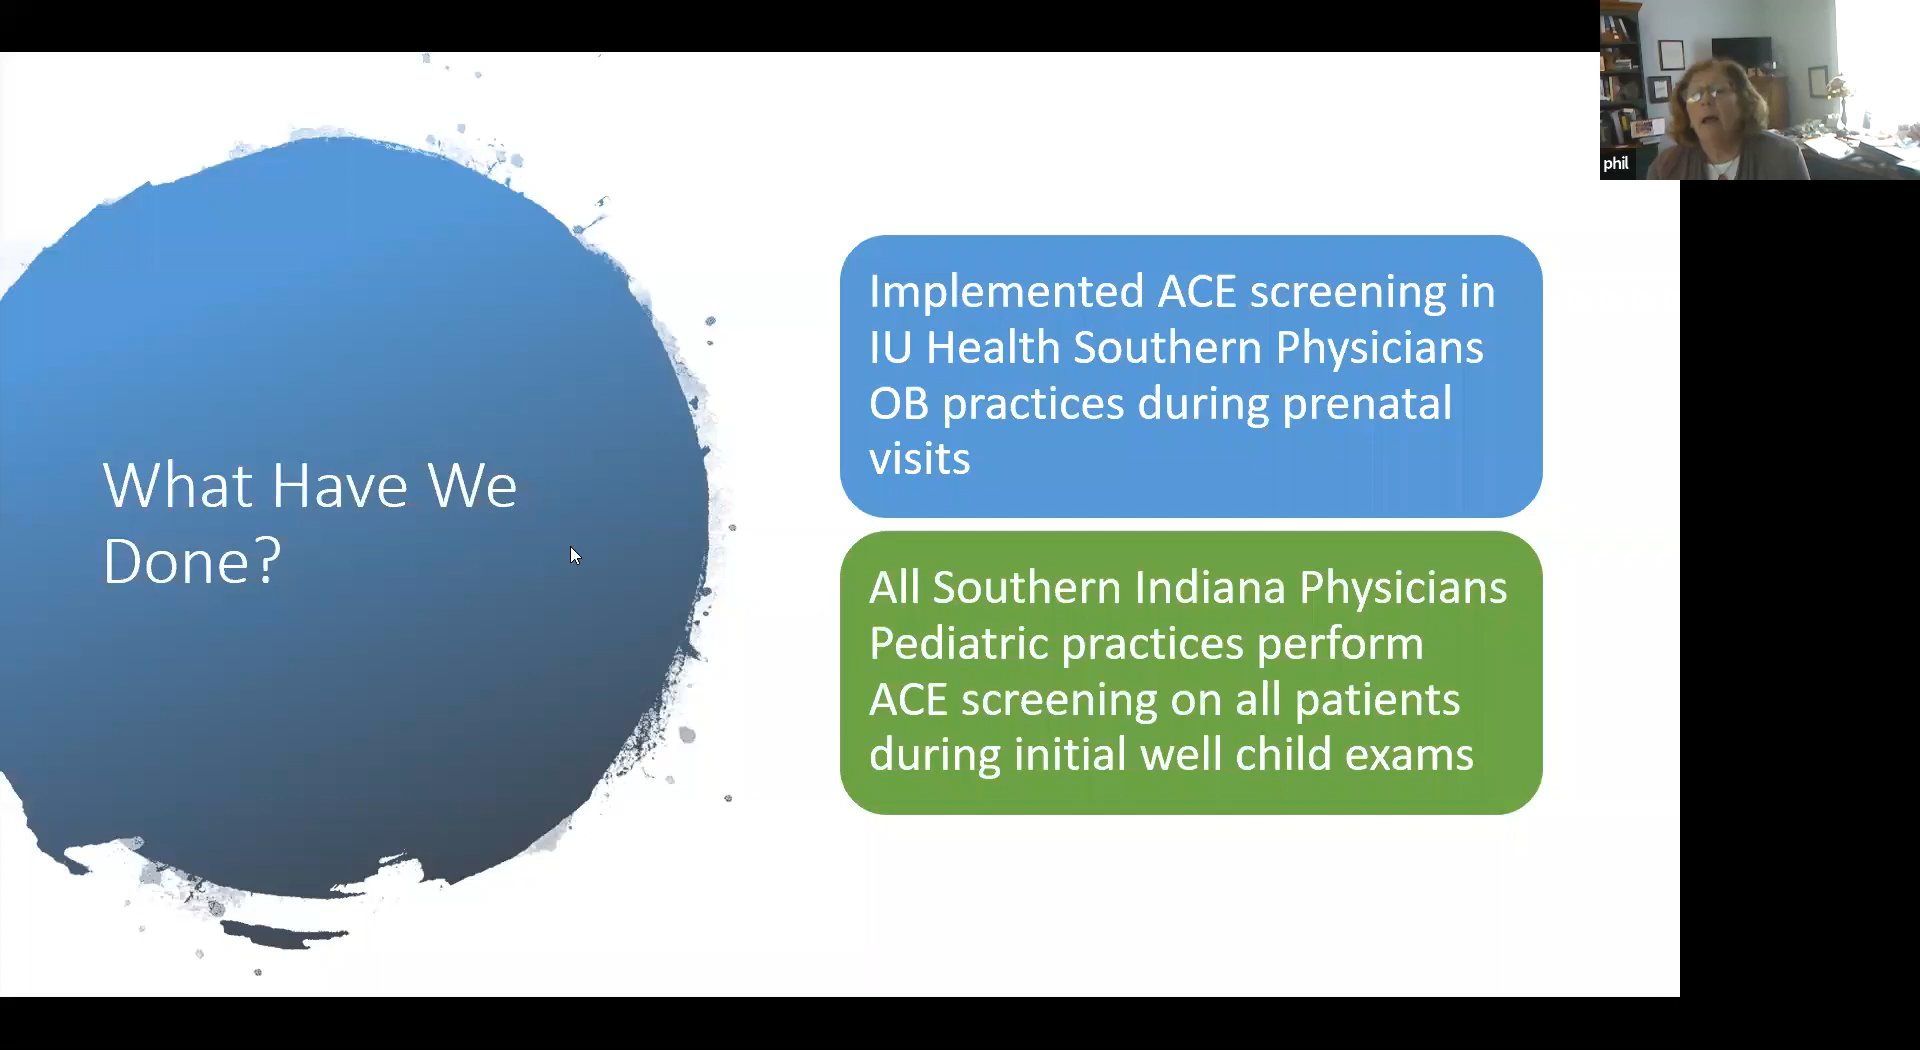 What Have We
Done?
Implemented ACE screening in
IU Health Southern Physicians
OB practices during prenatal
visits
All Southern Indiana Physicians
Pediatric practices perform
ACE screening on all patients
during initial well child exams
phil